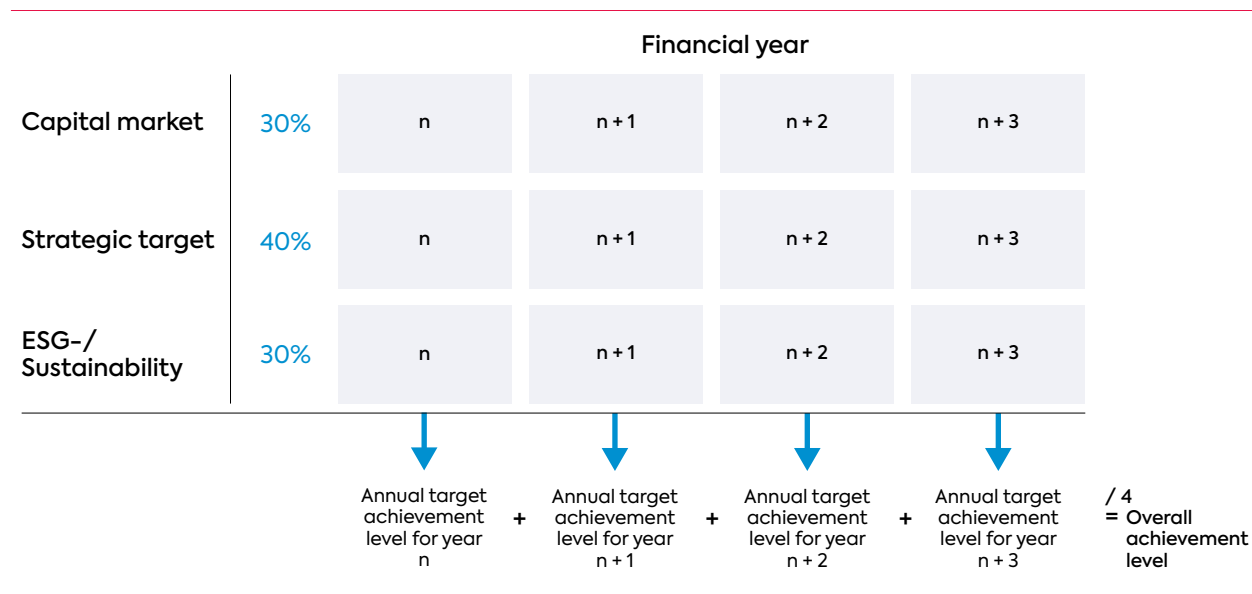 Financial year
Capital market 30% n n + 1 n + 2 n + 3
Strategic target 40% n n + 1 n + 2 n + 3
ESG-/
Sustainability 30% n n + 1 n + 2 n + 3
Annual target
achievement
level for year
n
+
Annual target
achievement
level for year
n + 1
+
Annual target
achievement
level for year
n + 2
+
Annual target
achievement
level for year
n + 3
/ 4
= Overall
achievement
level